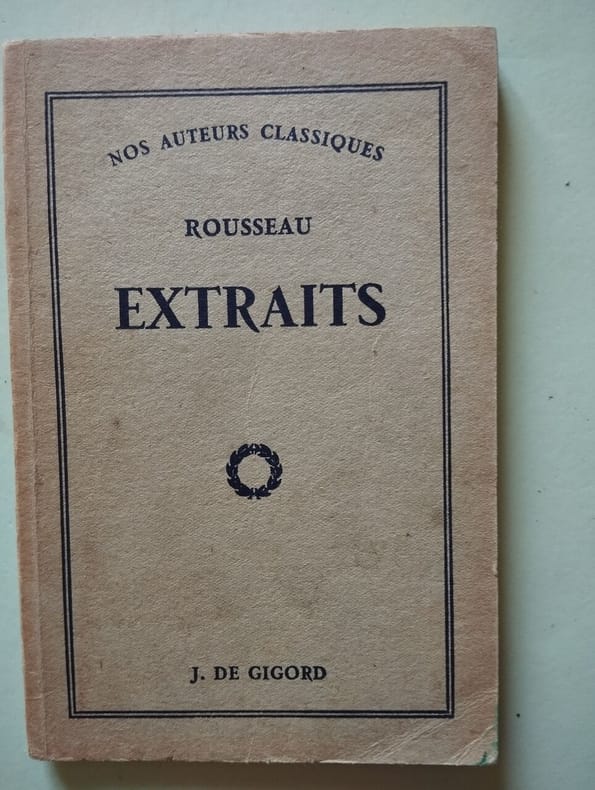 NOS AUTEURS CLASSIQUES
ROUSSEAU
EXTRAITS
J. DE GIGORD